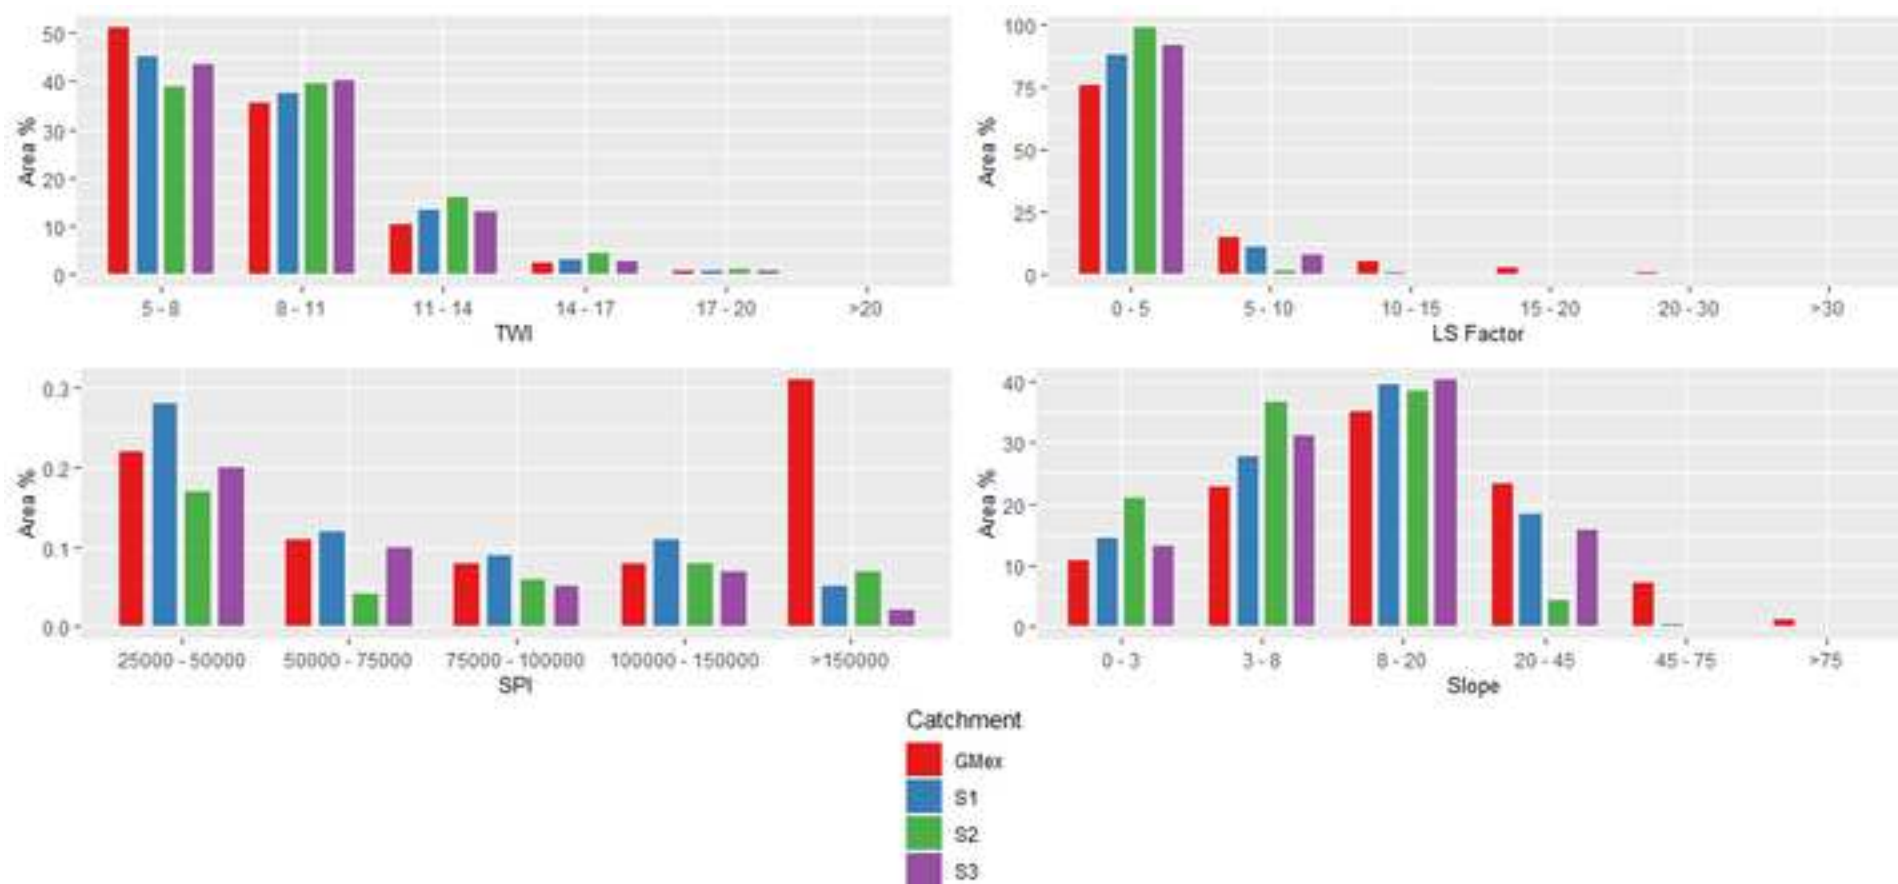 50
40
30
20
10
0
Area %
5 - 8
8 - 11
11 - 14
14 - 17
17 - 20
>20
TWI
100
75
50
25
0
Area %
0 - 5
5 - 10
10 - 15
15 - 20
20 - 30
>30
LS Factor
0.3
0.2
0.1
0.0
Area %
25000 - 50000
50000 - 75000
75000 - 100000
100000 - 150000
>150000
SPI
40
30
20
10
0
Area %
0 - 3
3 - 8
8 - 20
20 - 45
45 - 75
>75
Slope
Catchment
GMex
S1
S2
S3